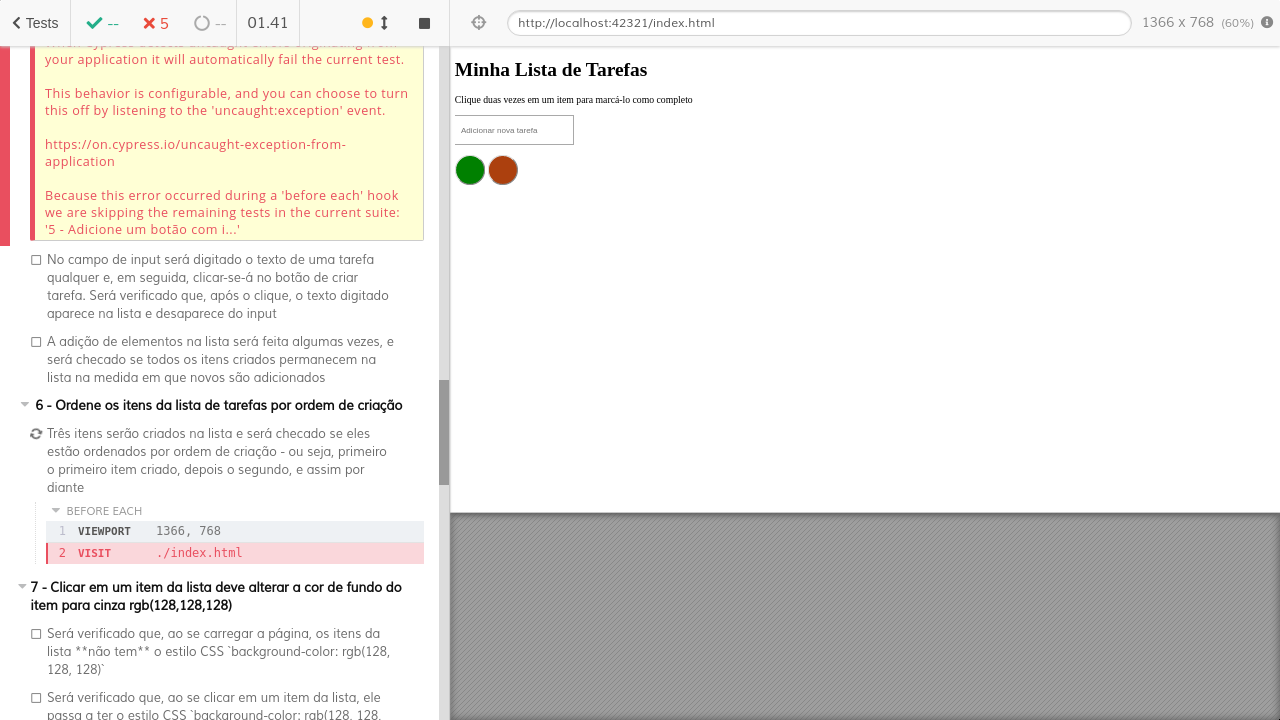 Tests
--
5
--
01.41
http://localhost:42321/index.html
1366 x 768 (60%)
your application it will automatically fail the current test.
This behavior is configurable, and you can choose to turn
this off by listening to the 'uncaught:exception' event.
https://on.cypress.io/uncaught-exception-from-
application
Because this error occurred during a 'before each' hook
we are skipping the remaining tests in the current suite:
'5 - Adicione um botão com i...'
No campo de input será digitado o texto de uma tarefa
qualquer e, em seguida, clicar-se-á no botão de criar
tarefa. Será verificado que, após o clique, o texto digitado
aparece na lista e desaparece do input
A adição de elementos na lista será feita algumas vezes, e
será checado se todos os itens criados permanecem na
lista na medida em que novos são adicionados
6 - Ordene os itens da lista de tarefas por ordem de criação
Três itens serão criados na lista e será checado se eles
estão ordenados por ordem de criação - ou seja, primeiro
o primeiro item criado, depois o segundo, e assim por
diante
BEFORE EACH
1 VIEWPORT 1366, 768
2 VISIT ./index.html
7 - Clicar em um item da lista deve alterar a cor de fundo do
item para cinza rgb(128,128,128)
Será verificado que, ao se carregar a página, os itens da
lista **não tem** o estilo CSS `background-color: rgb(128,
128, 128)`
Será verificado que, ao se clicar em um item da lista, ele
passa a ter o estilo CSS `background-color: rgb(128, 128,
Minha Lista de Tarefas
Clique duas vezes em um item para marcá-lo como completo
Adicionar nova tarefa